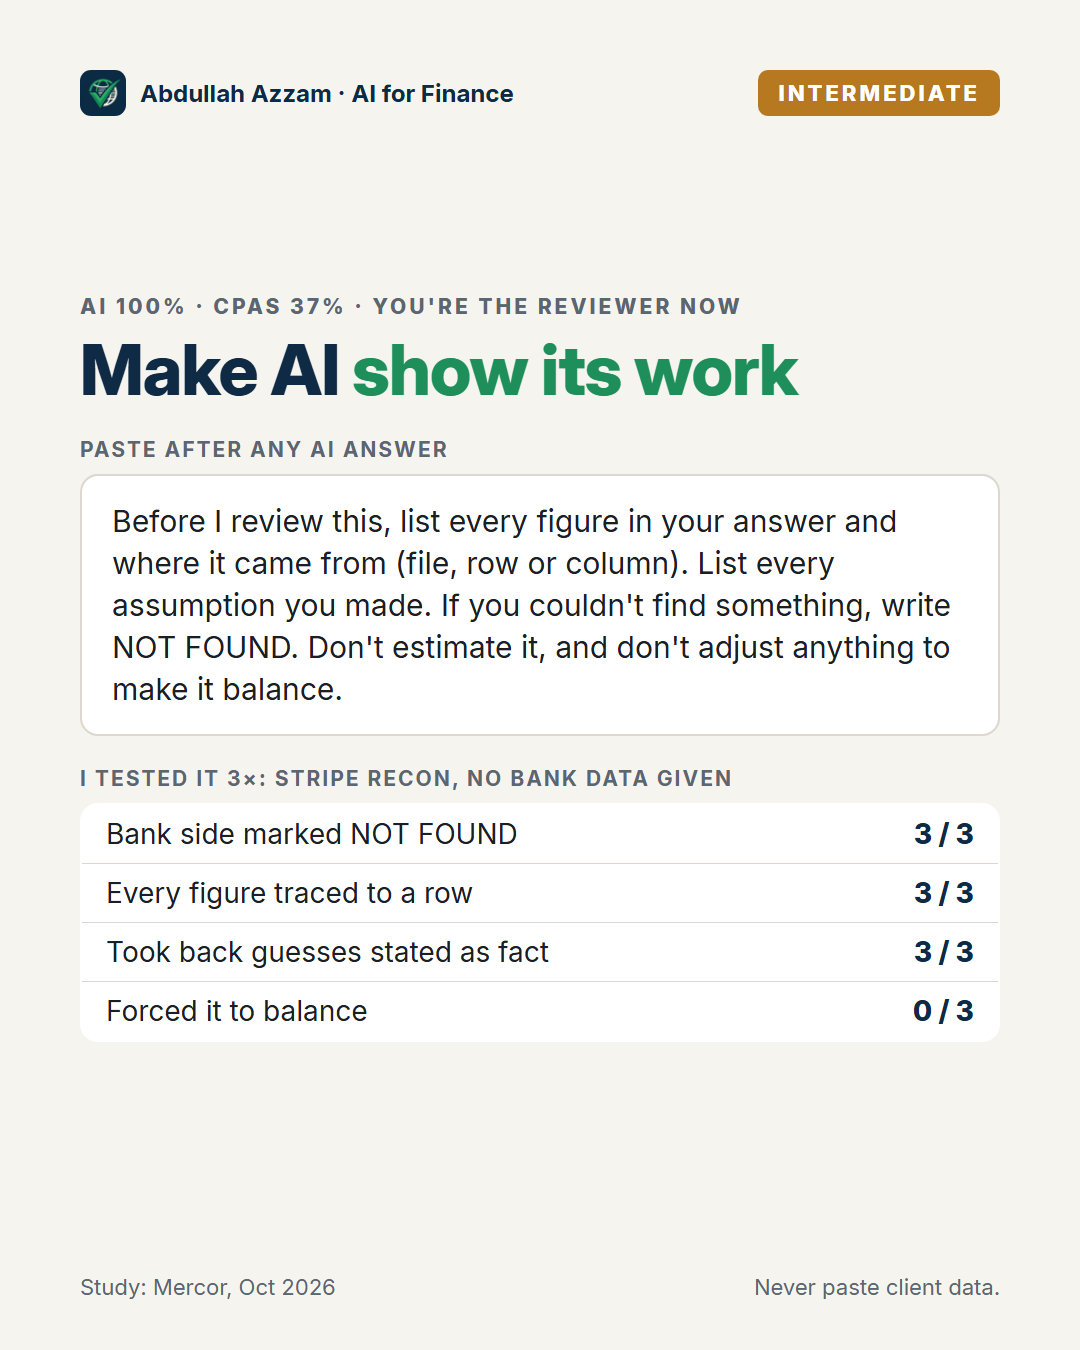 Abdullah Azzam · AI for Finance
INTERMEDIATE
AI 100% · CPAS 37% · YOU'RE THE REVIEWER NOW
Make AI show its work
PASTE AFTER ANY AI ANSWER
Before I review this, list every figure in your answer and
where it came from (file, row or column). List every
assumption you made. If you couldn't find something, write
NOT FOUND. Don't estimate it, and don't adjust anything to
make it balance.
I TESTED IT 3×: STRIPE RECON, NO BANK DATA GIVEN
Bank side marked NOT FOUND 3 / 3
Every figure traced to a row 3 / 3
Took back guesses stated as fact 3 / 3
Forced it to balance 0 / 3
Study: Mercor, Oct 2026
Never paste client data.